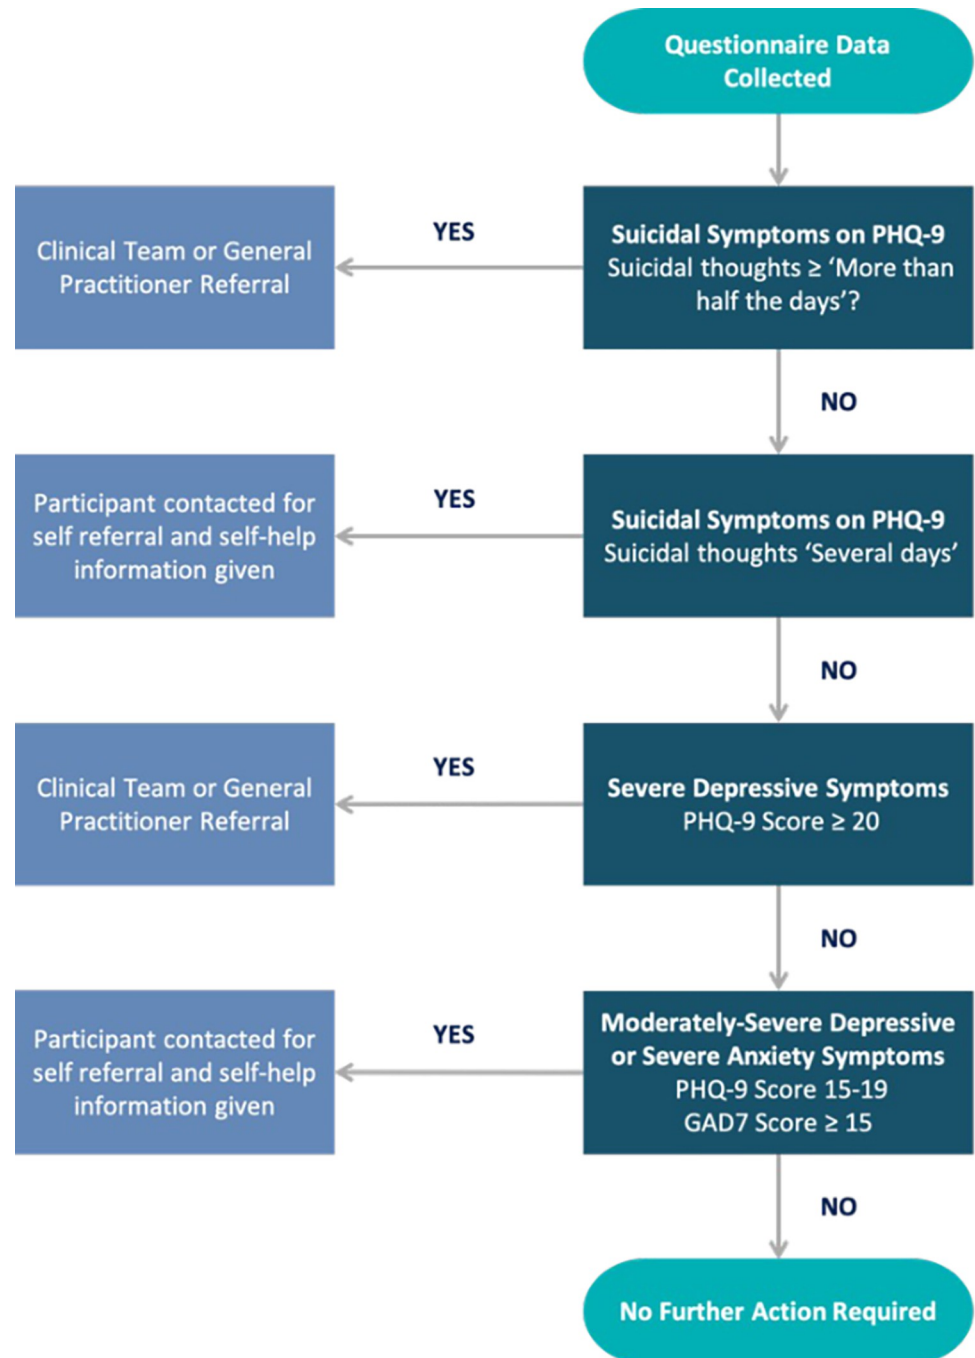 Questionnaire Data
Collected
YES
Clinical Team or General
Practitioner Referral
Suicidal Symptoms on PHQ-9
Suicidal thoughts ≥ ‘More than
half the days’?
NO
YES
Participant contacted for
self referral and self-help
information given
Suicidal Symptoms on PHQ-9
Suicidal thoughts ‘Several days’
NO
YES
Clinical Team or General
Practitioner Referral
Severe Depressive Symptoms
PHQ-9 Score ≥ 20
NO
YES
Participant contacted for
self referral and self-help
information given
Moderately-Severe Depressive
or Severe Anxiety Symptoms
PHQ-9 Score 15-19
GAD7 Score ≥ 15
NO
No Further Action Required